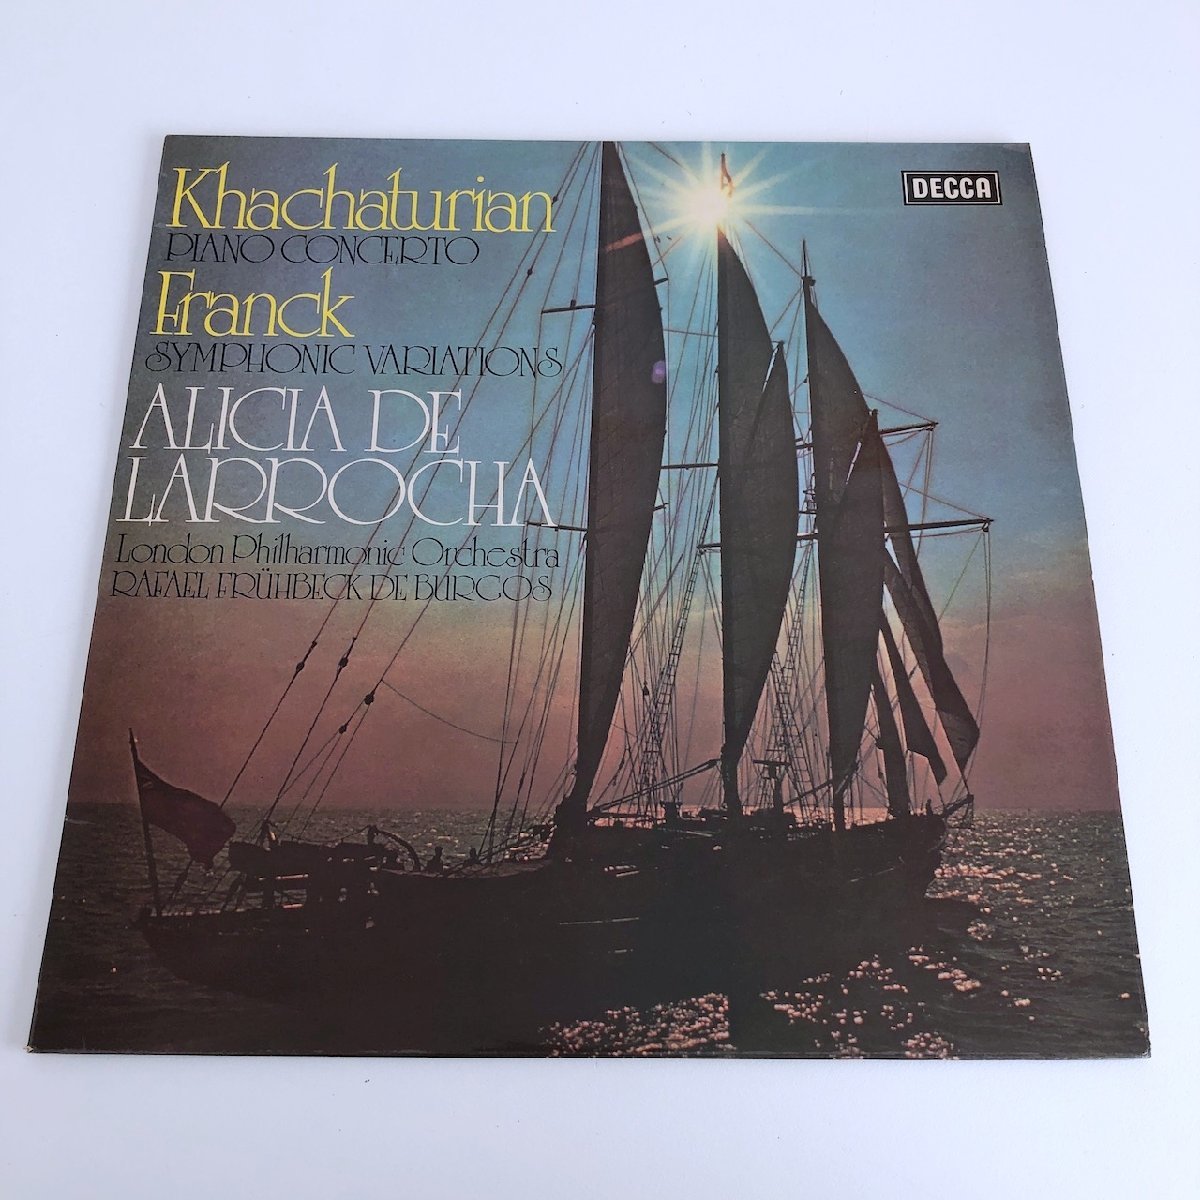 Khachaturian
PIANO CONCERTO
Franck
SYMPHONIC VARIATIONS
ALICIA DE
LARROCHA
London Philharmonic Orchestra
RAFAEL FRÜHBECK DE BURGOS
DECCA